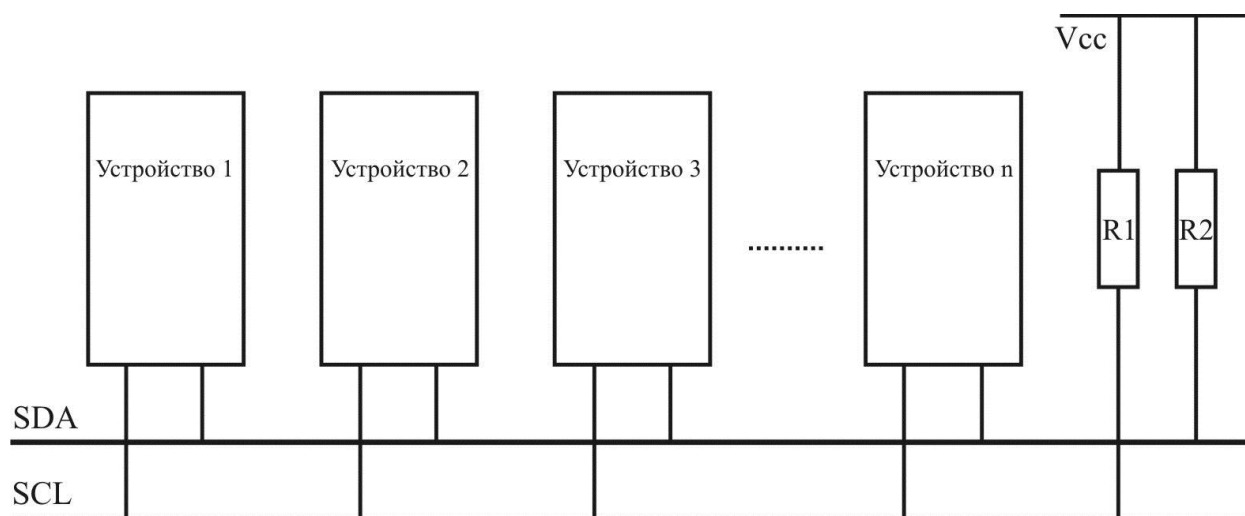 Vcc
Устройство 1
Устройство 2
Устройство 3
Устройство n
R1
R2
SDA
SCL